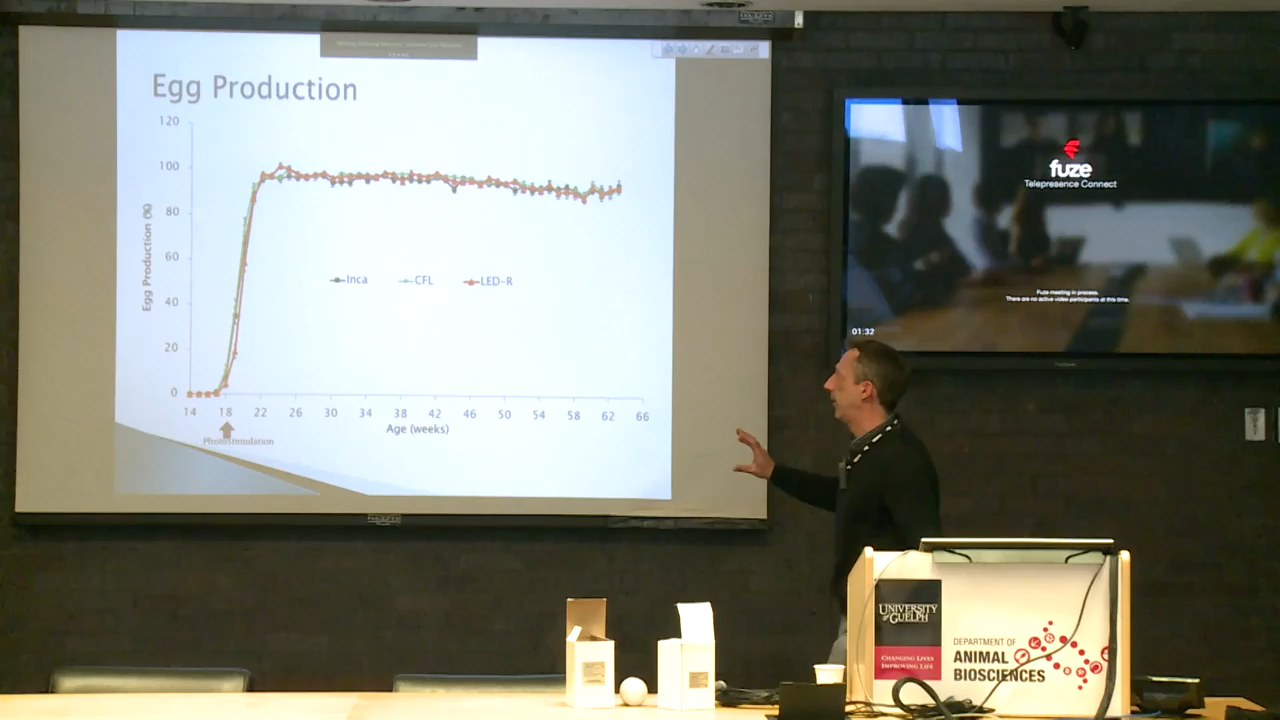 Egg Production
120
100
80
60
40
20
0
Egg Production (%)
Inca CFL LED-R
14 18 22 26 30 34 38 42 46 50 54 58 62 66
Age (weeks)
Photostimulation
fuze
Telepresence Connect
Fuze meeting in process.
There are no active video participants at this time.
01:32
UNIVERSITY
of GUELPH
CHANGING LIVES
IMPROVING LIFE
DEPARTMENT OF
ANIMAL
BIOSCIENCES